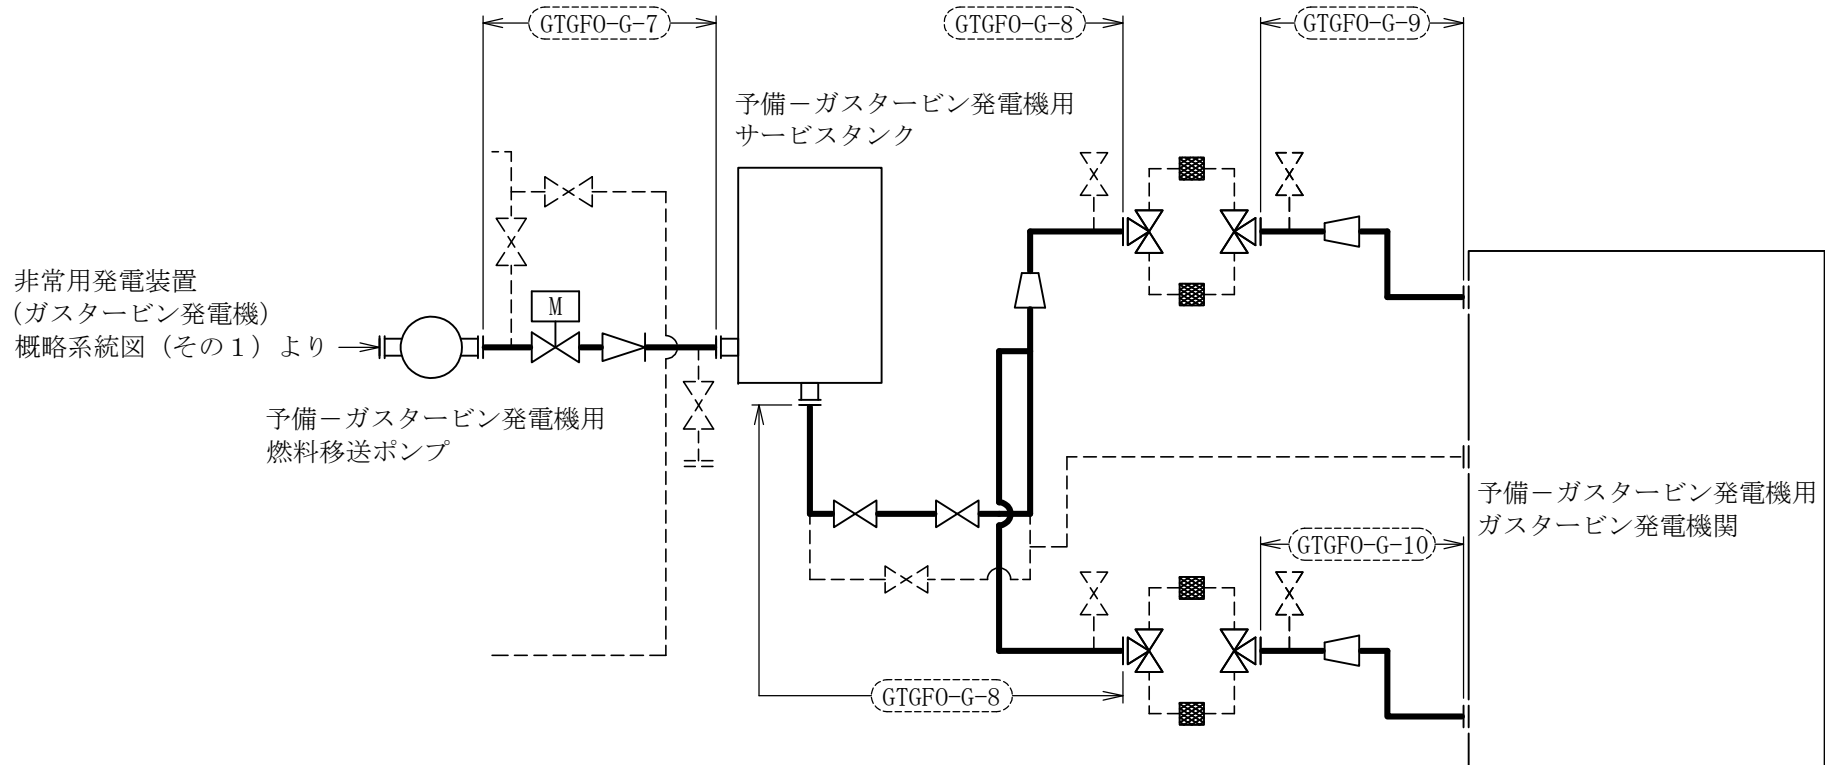 GTGFO-G-7
GTGFO-G-8
GTGFO-G-9
予備－ガスタービン発電機用
サービスタンク
非常用発電装置
(ガスタービン発電機)
概略系統図（その１）より
M
予備－ガスタービン発電機用
燃料移送ポンプ
予備－ガスタービン発電機用
ガスタービン発電機関
GTGFO-G-10
GTGFO-G-8